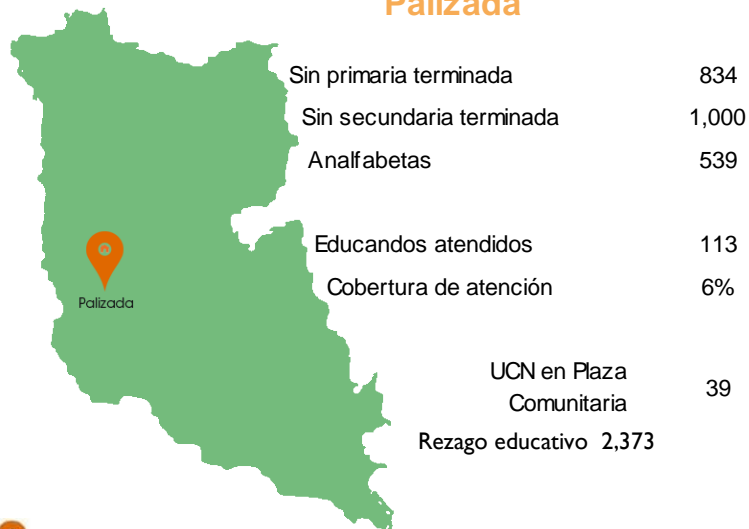 Palizada
Sin primaria terminada 834
Sin secundaria terminada 1,000
Analfabetas 539
Educandos atendidos 113
Palizada
Cobertura de atención 6%
UCN en Plaza
Comunitaria 39
Rezago educativo 2,373